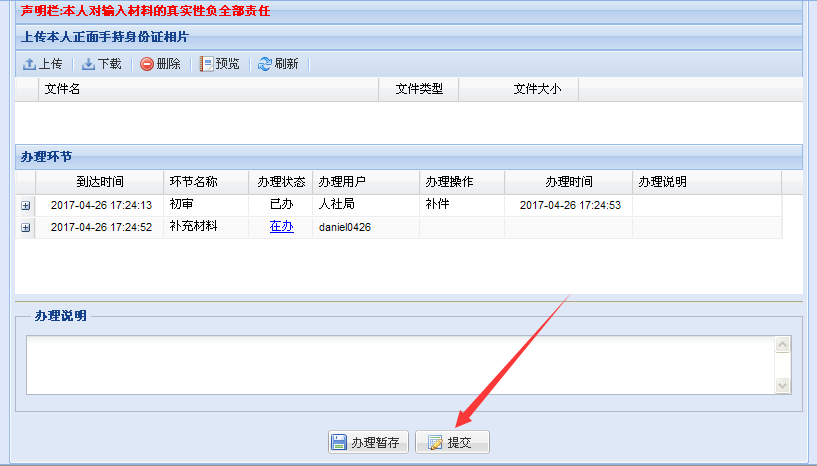 声明栏:本人对输入材料的真实性负全部责任
上传本人正面手持身份证相片
上传 下载 删除 预览 刷新
文件名 文件类型 文件大小
办理环节
到达时间 环节名称 办理状态 办理用户 办理操作 办理时间 办理说明
2017-04-26 17:24:13 初审 已办 人社局 补件 2017-04-26 17:24:53
2017-04-26 17:24:52 补充材料 在办 daniel0426
办理说明
办理暂存 提交